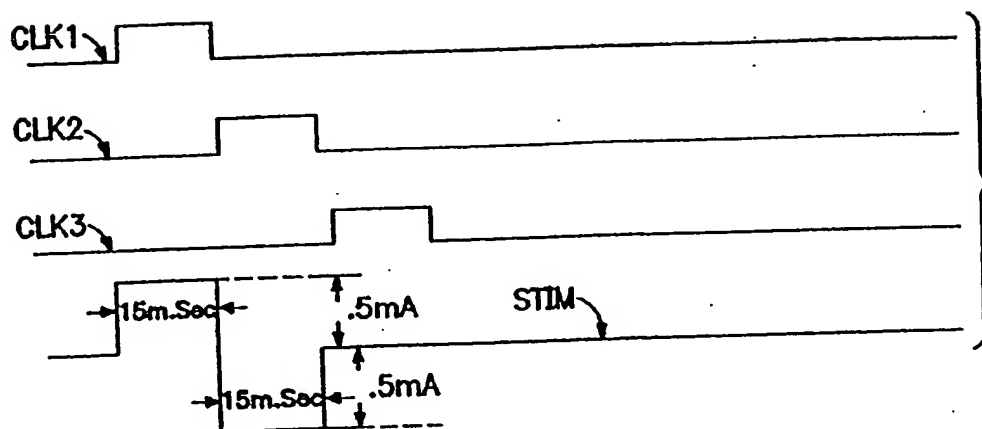 CLK1
CLK2
CLK3
15m.Sec
.5mA
STIM
15m.Sec
.5mA